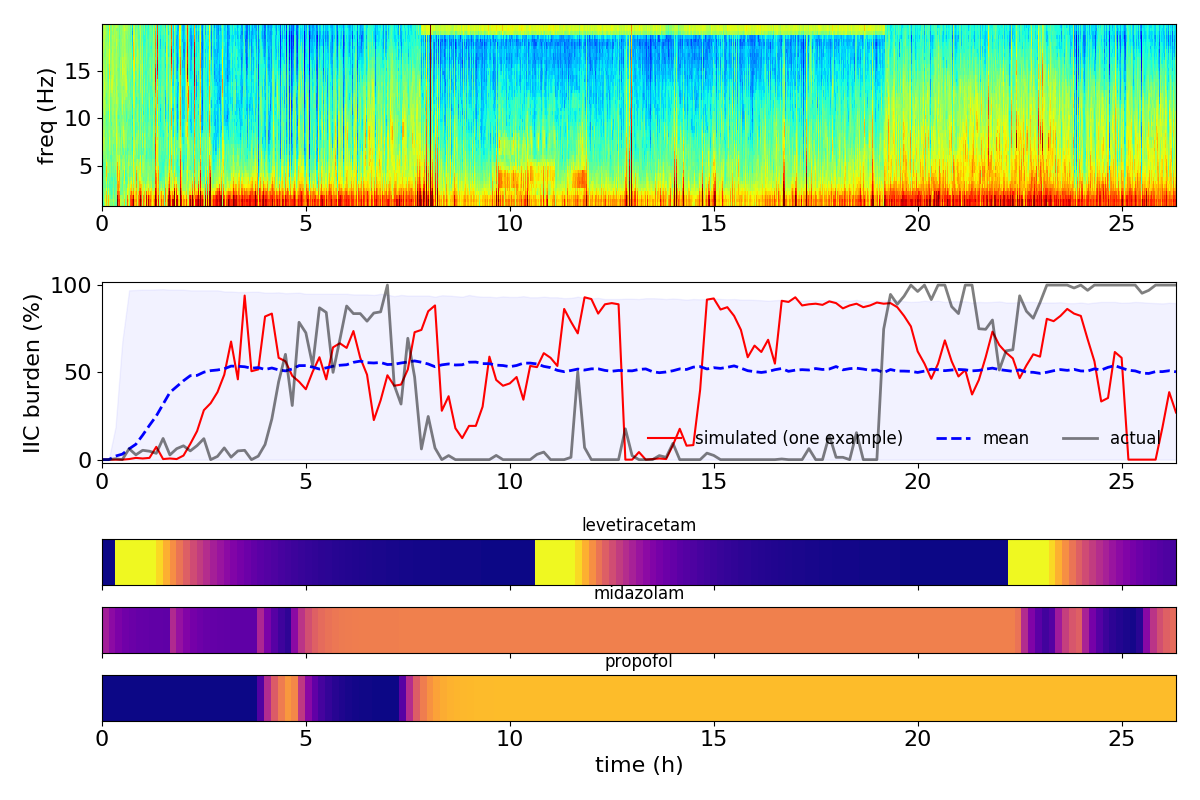 freq (Hz)
15
10
5
0 5 10 15 20 25
IIC burden (%)
100
50
0
simulated (one example) mean actual
0 5 10 15 20 25
levetiracetam
midazolam
propofol
0 5 10 15 20 25
time (h)